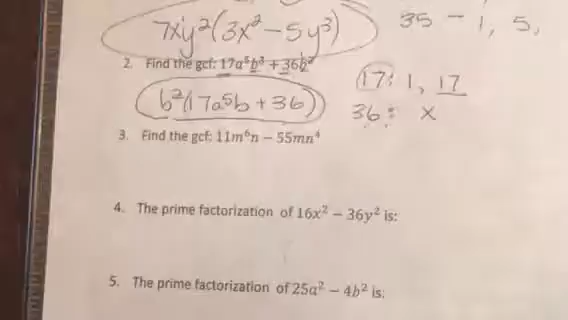 7xy²(3x² − 5y³)
35 − 1, 5,
2. Find the gcf: 17a⁵b³ + 36b²
17: 1, 17
b²(17a⁵b + 36)
36: x
3. Find the gcf: 11m⁶n − 55mn⁴
4. The prime factorization of 16x² − 36y² is:
5. The prime factorization of 25a² − 4b² is: